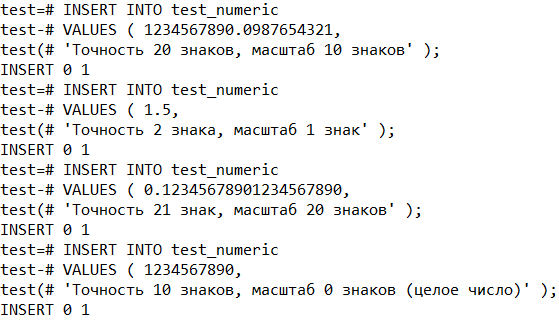 test=# INSERT INTO test_numeric
test-# VALUES ( 1234567890.0987654321,
test(# 'Точность 20 знаков, масштаб 10 знаков' );
INSERT 0 1
test=# INSERT INTO test_numeric
test-# VALUES ( 1.5,
test(# 'Точность 2 знака, масштаб 1 знак' );
INSERT 0 1
test=# INSERT INTO test_numeric
test-# VALUES ( 0.12345678901234567890,
test(# 'Точность 21 знак, масштаб 20 знаков' );
INSERT 0 1
test=# INSERT INTO test_numeric
test-# VALUES ( 1234567890,
test(# 'Точность 10 знаков, масштаб 0 знаков (целое число)' );
INSERT 0 1